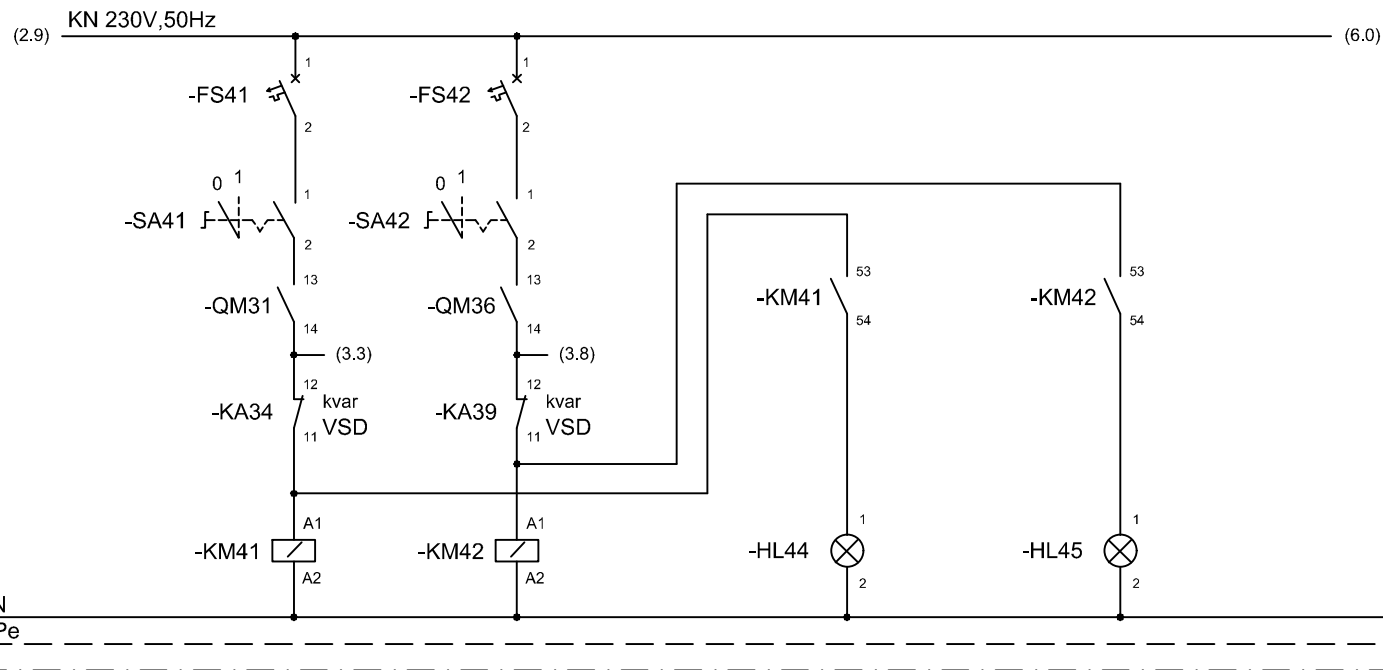 KN 230V,50Hz
(2.9) (6.0)
1 1
-FS41 -FS42
2 2
0 1 1 0 1 1
-SA41 -SA42
2 2
13 13 53 53
-QM31 -QM36 -KM41 -KM42
14 14 54 54
(3.3) (3.8)
12 kvar 12 kvar
-KA34 -KA39
11 VSD 11 VSD
A1 A1 1 1
-KM41 -KM42 -HL44 -HL45
A2 A2 2 2
N
Pe